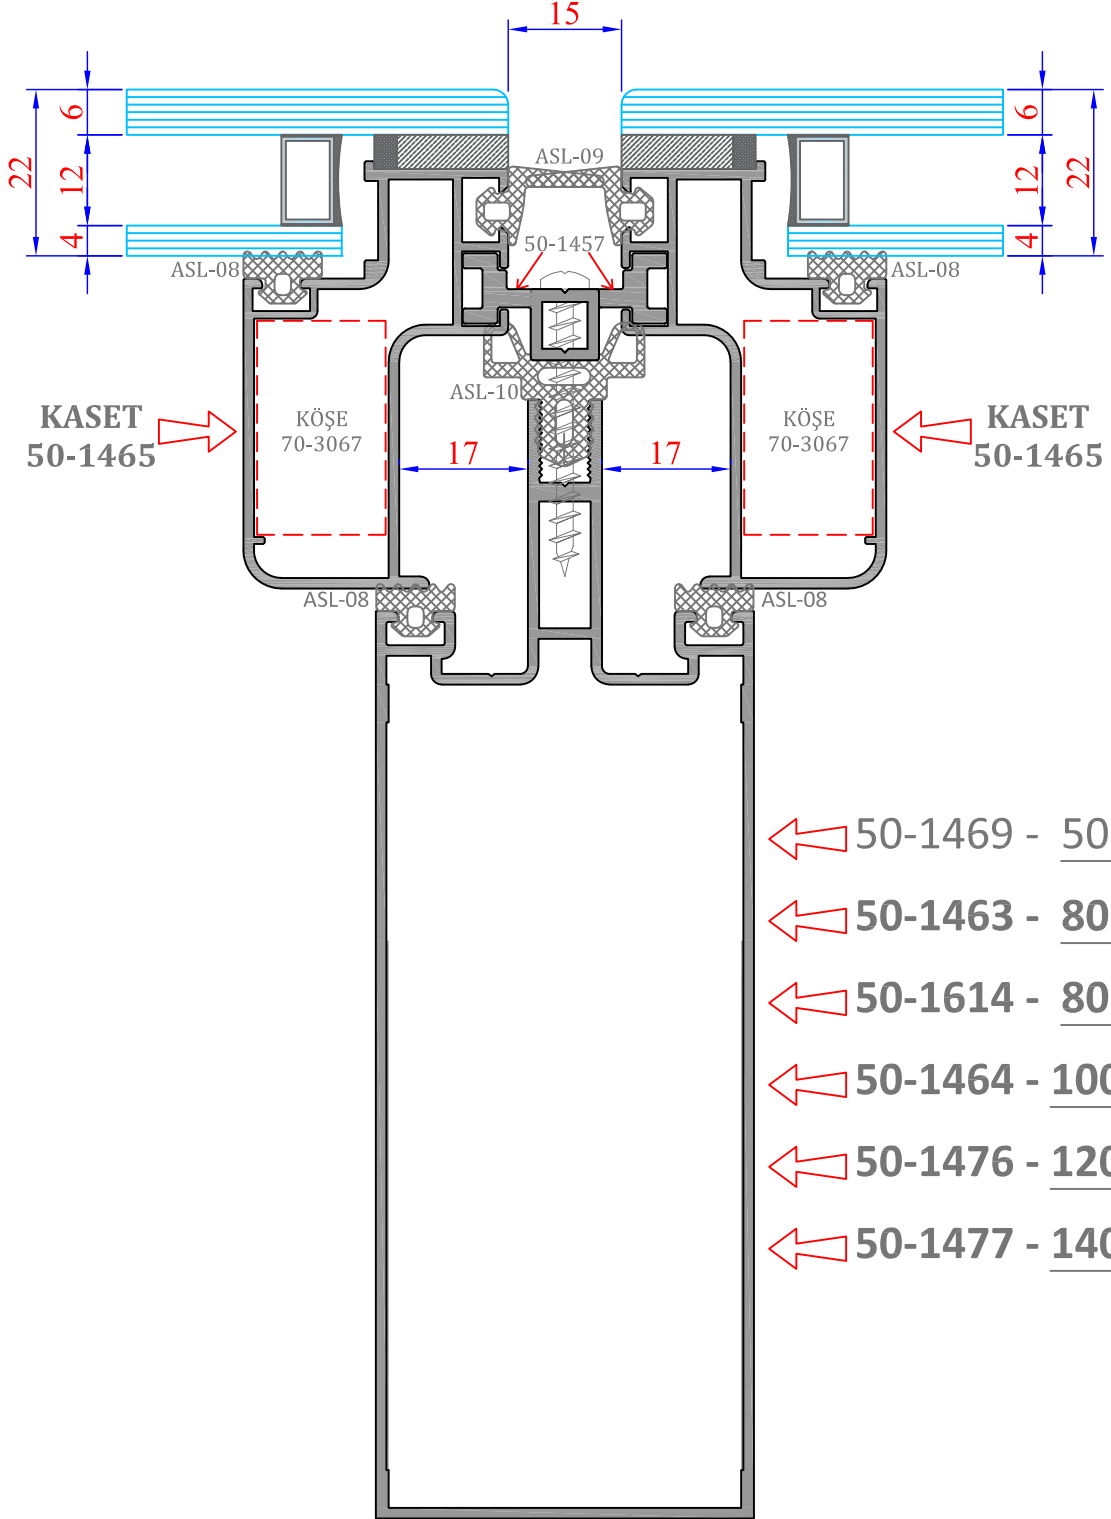 15
6
6
22
12
12
22
4
4
ASL-09
50-1457
ASL-08
ASL-08
ASL-10
KASET
50-1465
KÖŞE
70-3067
KÖŞE
70-3067
KASET
50-1465
17
17
ASL-08
ASL-08
50-1469 - 50
50-1463 - 80
50-1614 - 80
50-1464 - 100
50-1476 - 120
50-1477 - 140